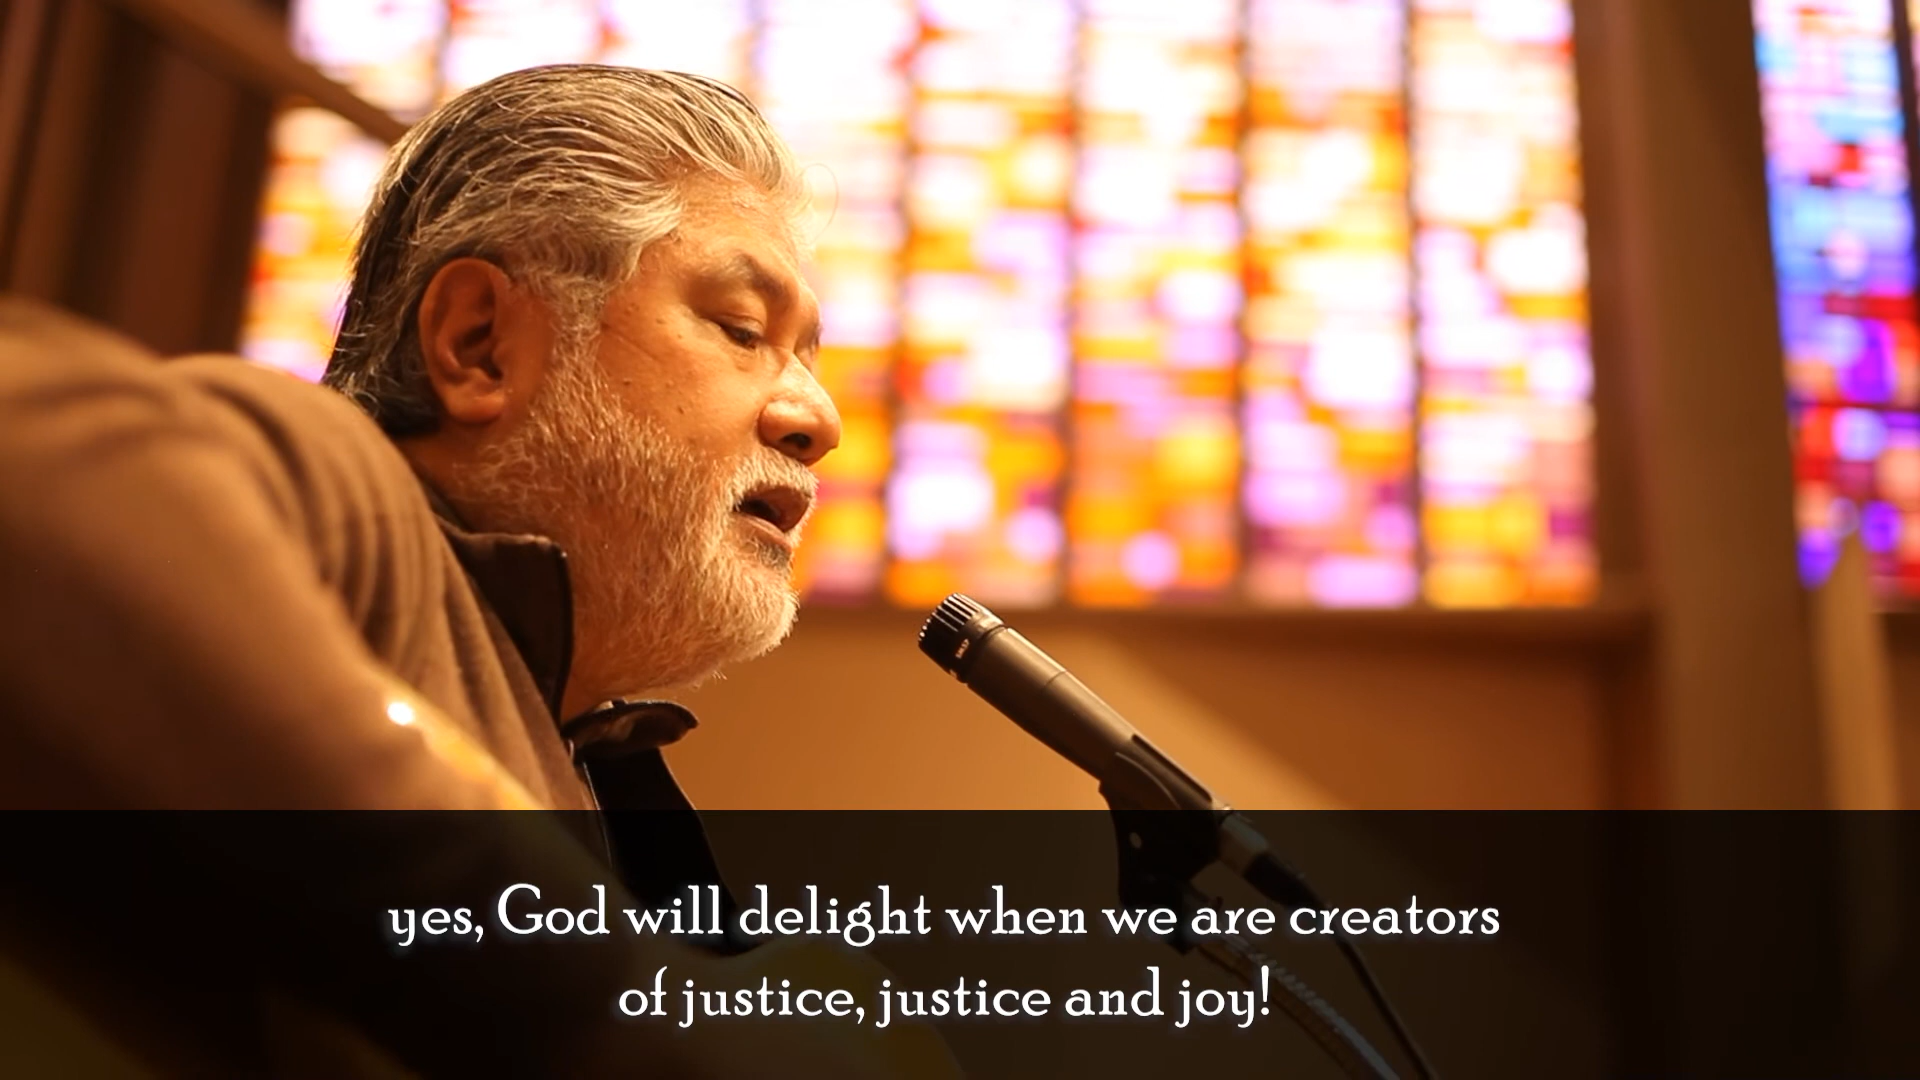 yes, God will delight when we are creators
of justice, justice and joy!